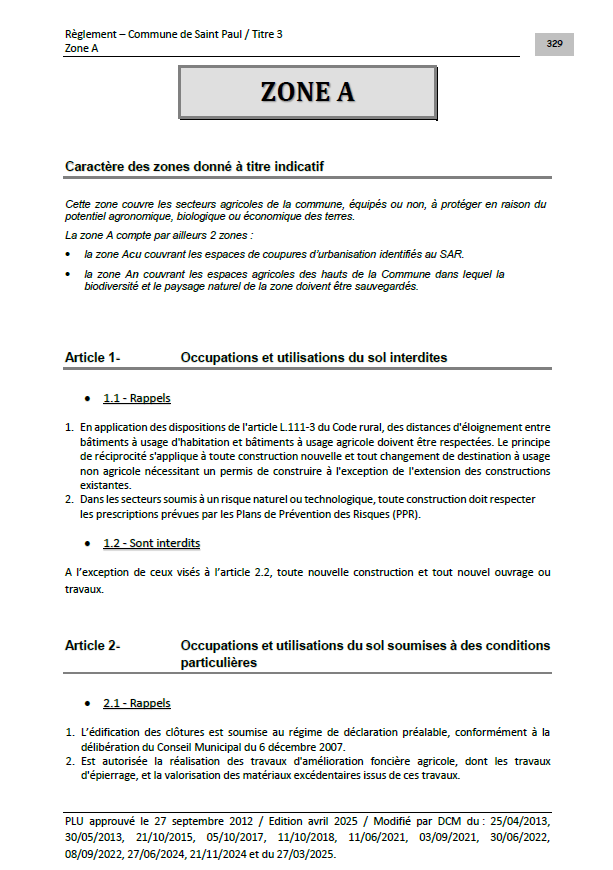 Règlement – Commune de Saint Paul / Titre 3
Zone A
329
ZONE A
Caractère des zones donné à titre indicatif
Cette zone couvre les secteurs agricoles de la commune, équipés ou non, à protéger en raison du
potentiel agronomique, biologique ou économique des terres.
La zone A compte par ailleurs 2 zones :
• la zone Acu couvrant les espaces de coupures d’urbanisation identifiés au SAR.
• la zone An couvrant les espaces agricoles des hauts de la Commune dans lequel la
biodiversité et le paysage naturel de la zone doivent être sauvegardés.
Article 1- Occupations et utilisations du sol interdites
• 1.1 - Rappels
1. En application des dispositions de l'article L.111-3 du Code rural, des distances d'éloignement entre
bâtiments à usage d'habitation et bâtiments à usage agricole doivent être respectées. Le principe
de réciprocité s'applique à toute construction nouvelle et tout changement de destination à usage
non agricole nécessitant un permis de construire à l'exception de l'extension des constructions
existantes.
2. Dans les secteurs soumis à un risque naturel ou technologique, toute construction doit respecter
les prescriptions prévues par les Plans de Prévention des Risques (PPR).
• 1.2 - Sont interdits
A l’exception de ceux visés à l’article 2.2, toute nouvelle construction et tout nouvel ouvrage ou
travaux.
Article 2- Occupations et utilisations du sol soumises à des conditions
particulières
• 2.1 - Rappels
1. L’édification des clôtures est soumise au régime de déclaration préalable, conformément à la
délibération du Conseil Municipal du 6 décembre 2007.
2. Est autorisée la réalisation des travaux d'amélioration foncière agricole, dont les travaux
d'épierrage, et la valorisation des matériaux excédentaires issus de ces travaux.
PLU approuvé le 27 septembre 2012 / Edition avril 2025 / Modifié par DCM du : 25/04/2013,
30/05/2013, 21/10/2015, 05/10/2017, 11/10/2018, 11/06/2021, 03/09/2021, 30/06/2022,
08/09/2022, 27/06/2024, 21/11/2024 et du 27/03/2025.